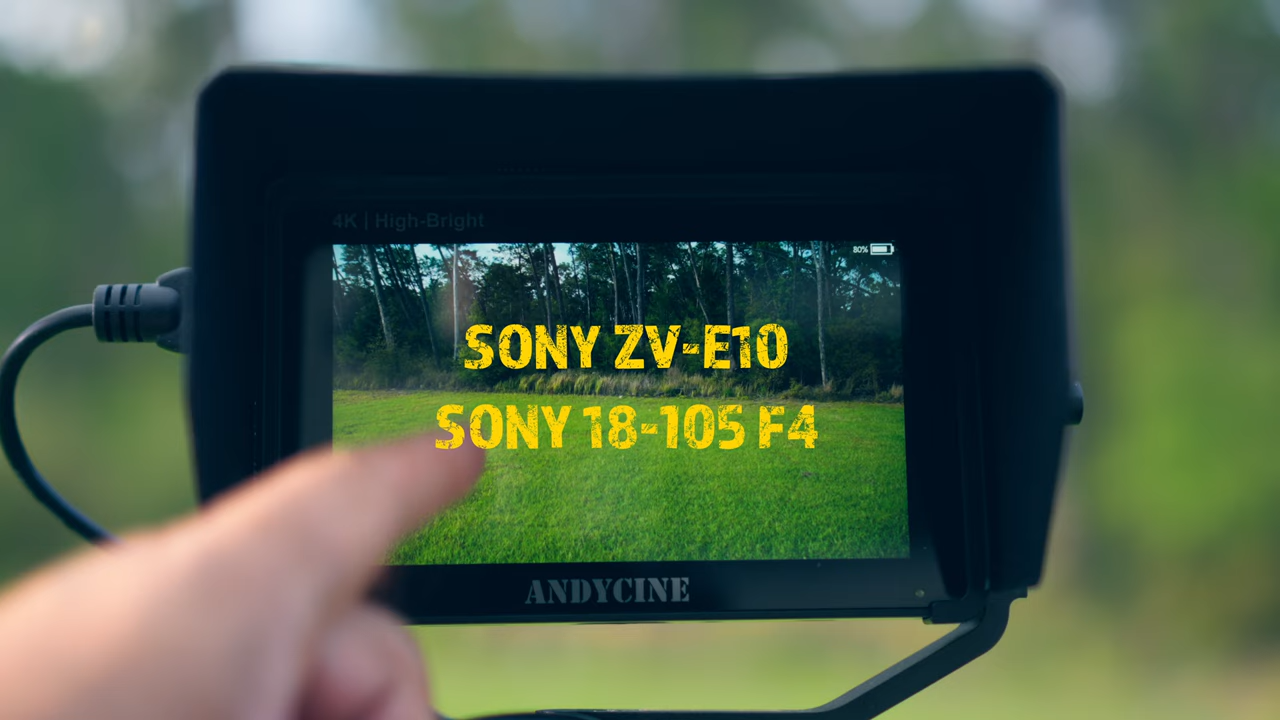 4K | High-Bright
80%
SONY ZV-E10
SONY 18-105 F4
ANDYCINE